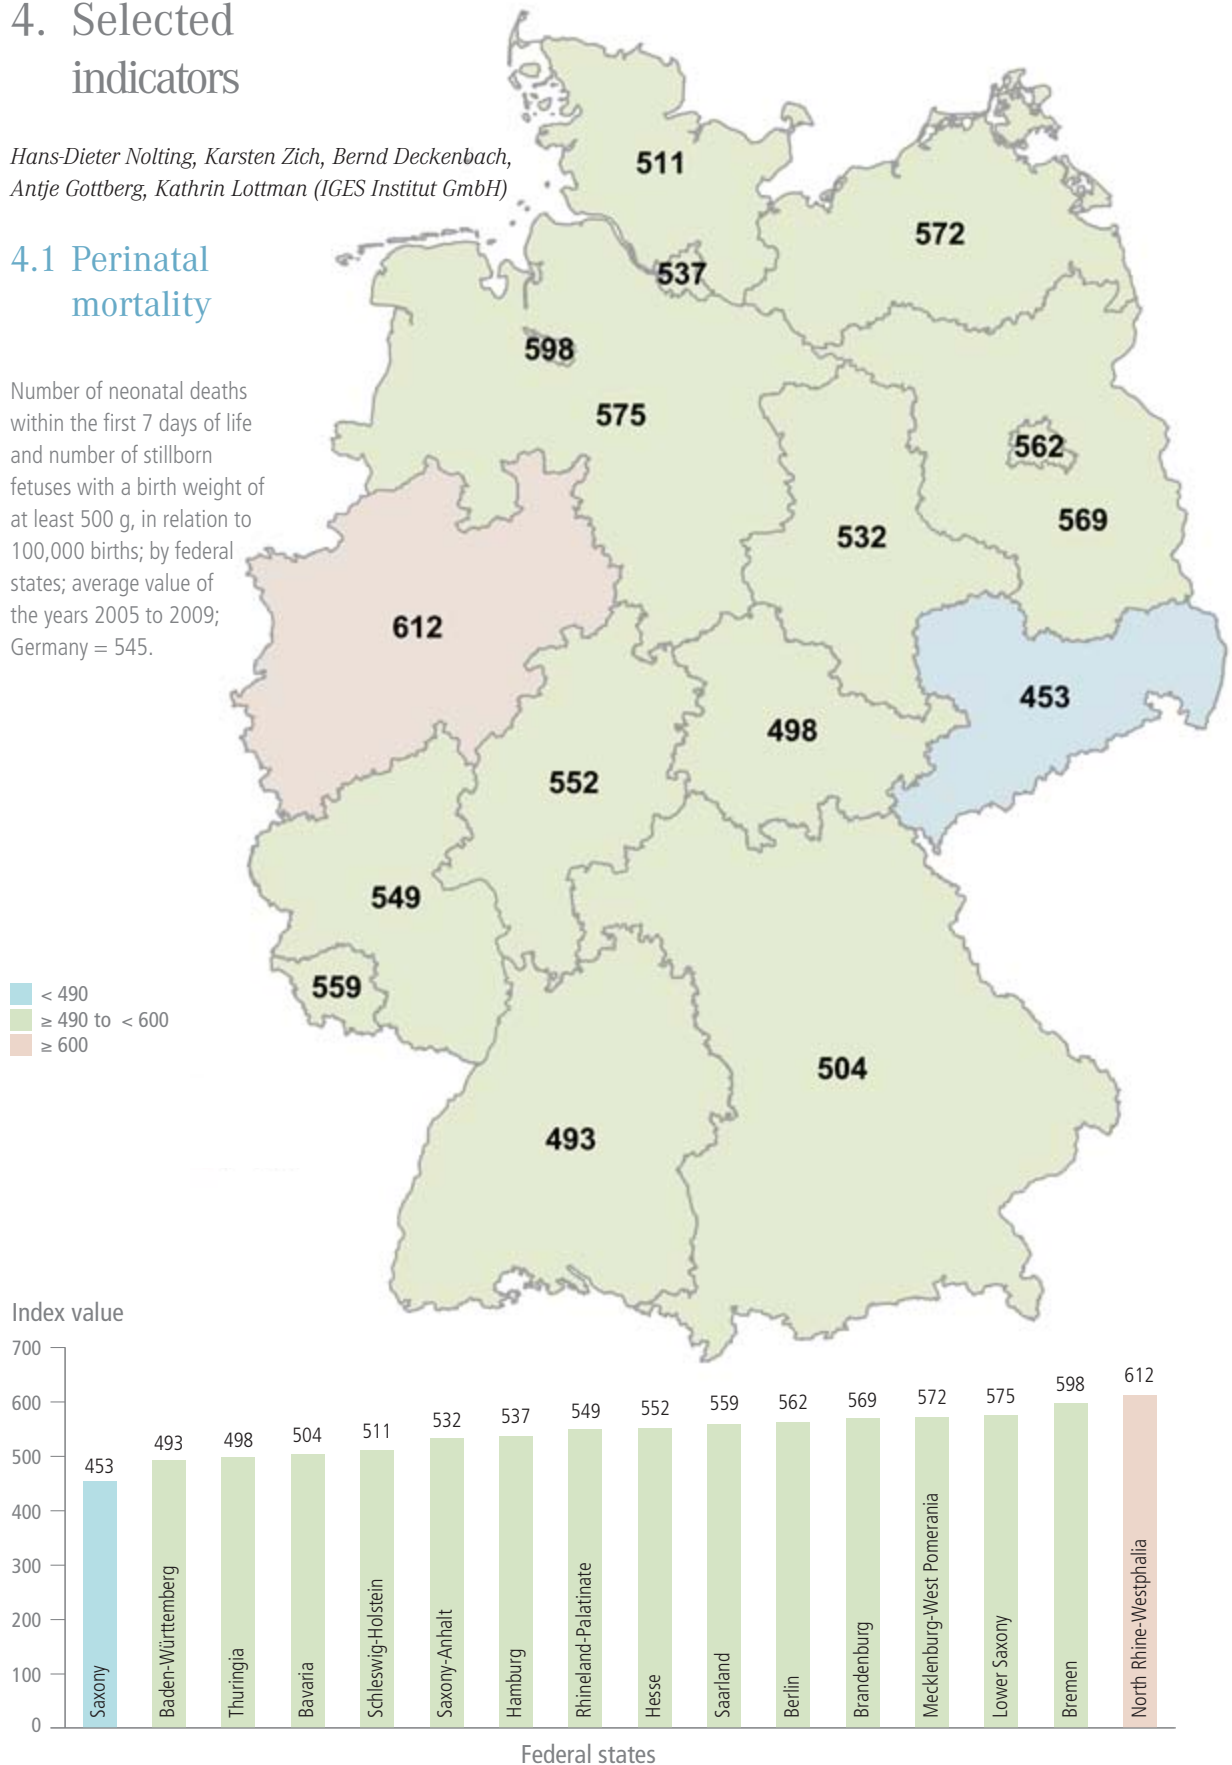 4. Selected
indicators
Hans-Dieter Nolting, Karsten Zich, Bernd Deckenbach,
Antje Gottberg, Kathrin Lottman (IGES Institut GmbH)
4.1 Perinatal
mortality
Number of neonatal deaths
within the first 7 days of life
and number of stillborn
fetuses with a birth weight of
at least 500 g, in relation to
100,000 births; by federal
states; average value of
the years 2005 to 2009;
Germany = 545.
511
572
537
598
575
562
569
532
612
453
498
552
549
559
504
493
< 490
≥ 490 to < 600
≥ 600
Index value
700
600
500
400
300
200
100
0
453
493
498
504
511
532
537
549
552
559
562
569
572
575
598
612
Saxony
Baden-Württemberg
Thuringia
Bavaria
Schleswig-Holstein
Saxony-Anhalt
Hamburg
Rhineland-Palatinate
Hesse
Saarland
Berlin
Brandenburg
Mecklenburg-West Pomerania
Lower Saxony
Bremen
North Rhine-Westphalia
Federal states